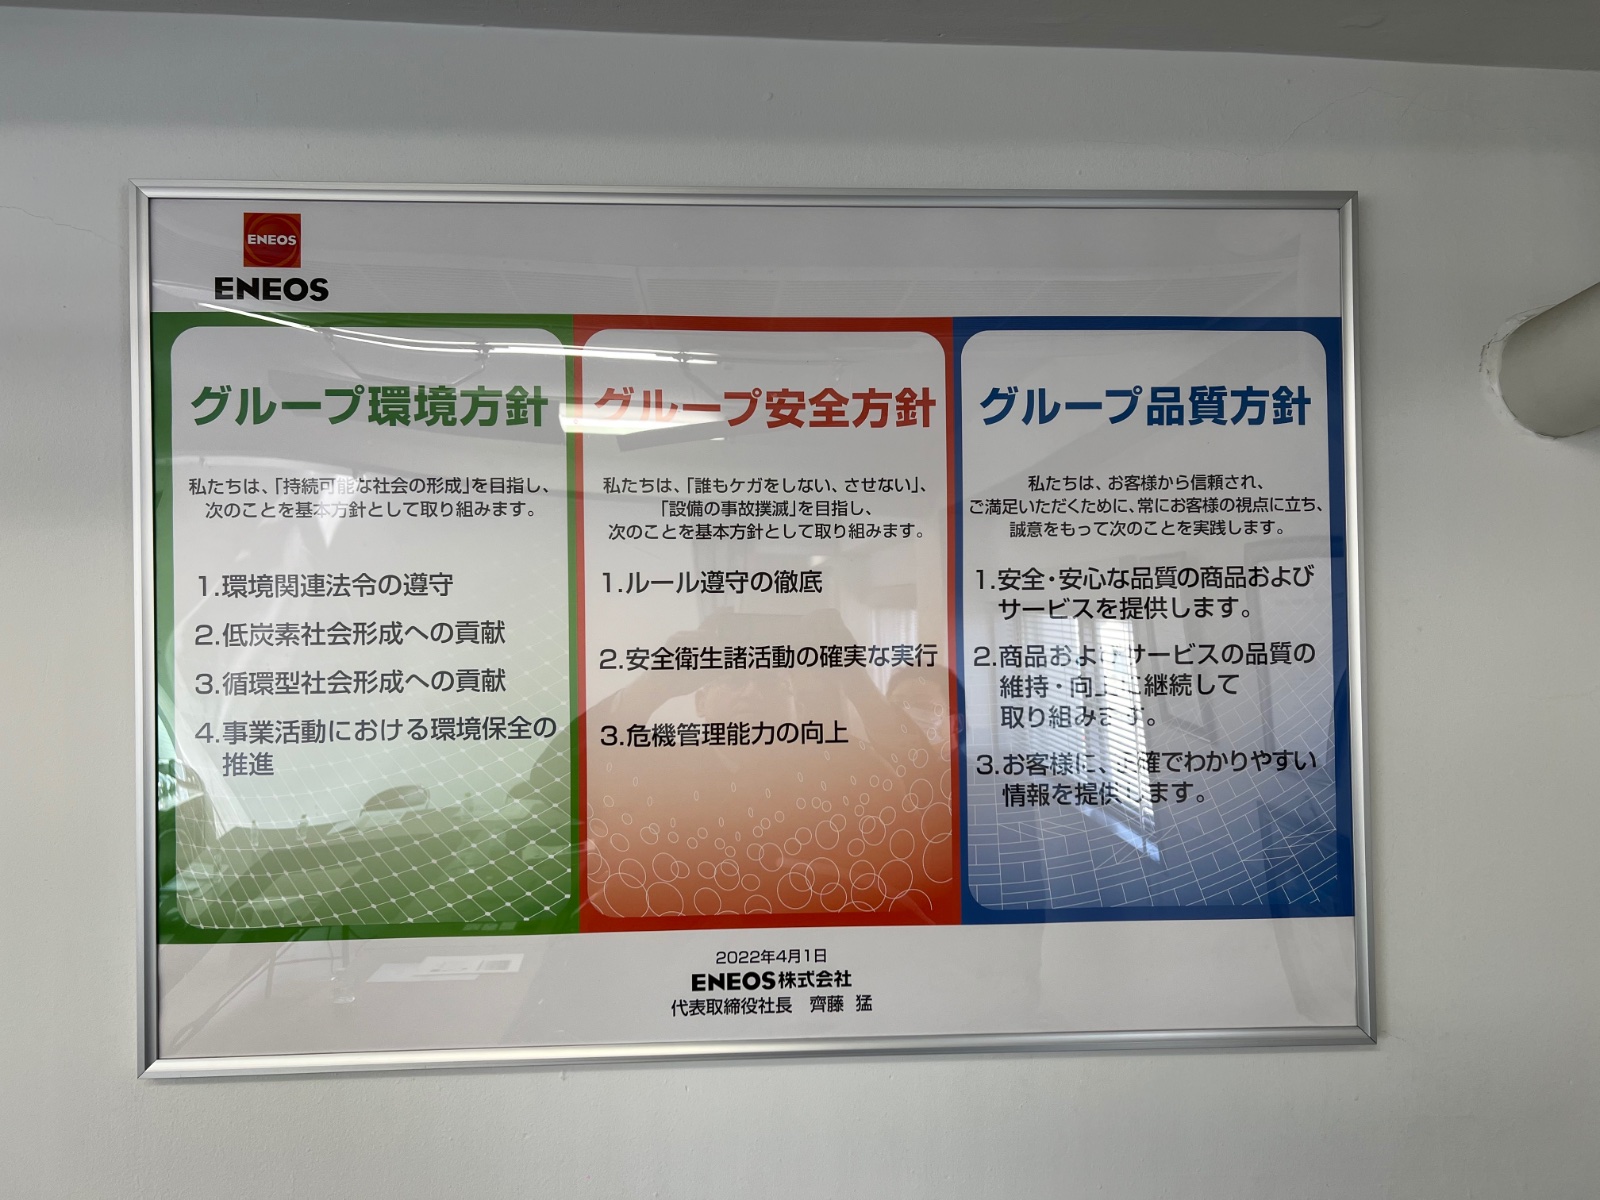 ENEOS
ENEOS
グループ環境方針
私たちは、「持続可能な社会の形成」を目指し、
次のことを基本方針として取り組みます。
1.環境関連法令の遵守
2.低炭素社会形成への貢献
3.循環型社会形成への貢献
4.事業活動における環境保全の
推進
グループ安全方針
私たちは、「誰もケガをしない、させない」、
「設備の事故撲滅」を目指し、
次のことを基本方針として取り組みます。
1.ルール遵守の徹底
2.安全衛生諸活動の確実な実行
3.危機管理能力の向上
グループ品質方針
私たちは、お客様から信頼され、
ご満足いただくために、常にお客様の視点に立ち、
誠意をもって次のことを実践します。
1.安全・安心な品質の商品および
サービスを提供します。
2.商品およびサービスの品質の
維持・向上に継続して
取り組みます。
3.お客様に、正確でわかりやすい
情報を提供します。
2022年4月1日
ENEOS株式会社
代表取締役社長 齊藤 猛